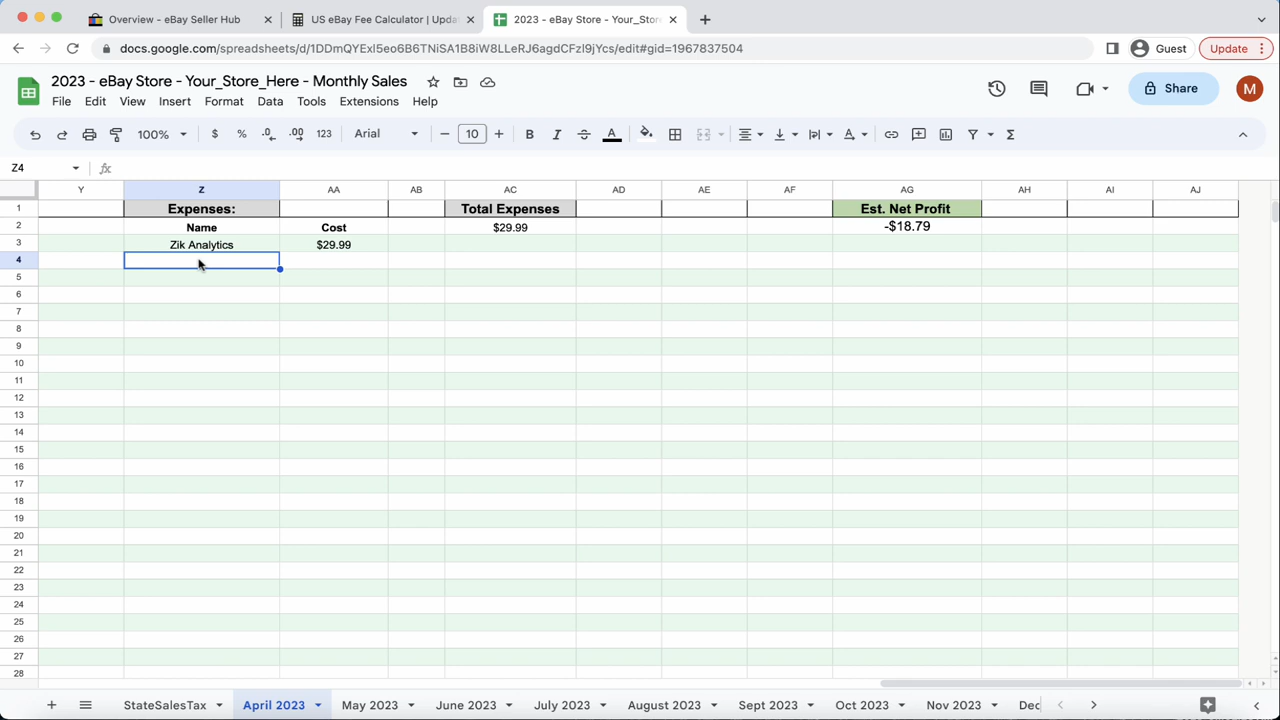 Overview - eBay Seller Hub
US eBay Fee Calculator | Upda
2023 - eBay Store - Your_Stor
docs.google.com/spreadsheets/d/1DDmQYExl5eo6B6TNiSA1B8iW8LLeRJ6agdCFzl9jYcs/edit#gid=1967837504
Guest
Update
2023 - eBay Store - Your_Store_Here - Monthly Sales
Share
M
File Edit View Insert Format Data Tools Extensions Help
100% $ % .0 .00 123 Arial 10 B I S A
Z4
fx
Y Z AA AB AC AD AE AF AG AH AI AJ
1 Expenses: Total Expenses Est. Net Profit
2 Name Cost $29.99 -$18.79
3 Zik Analytics $29.99
4
5
6
7
8
9
10
11
12
13
14
15
16
17
18
19
20
21
22
23
24
25
26
27
28
StateSalesTax April 2023 May 2023 June 2023 July 2023 August 2023 Sept 2023 Oct 2023 Nov 2023 Dec